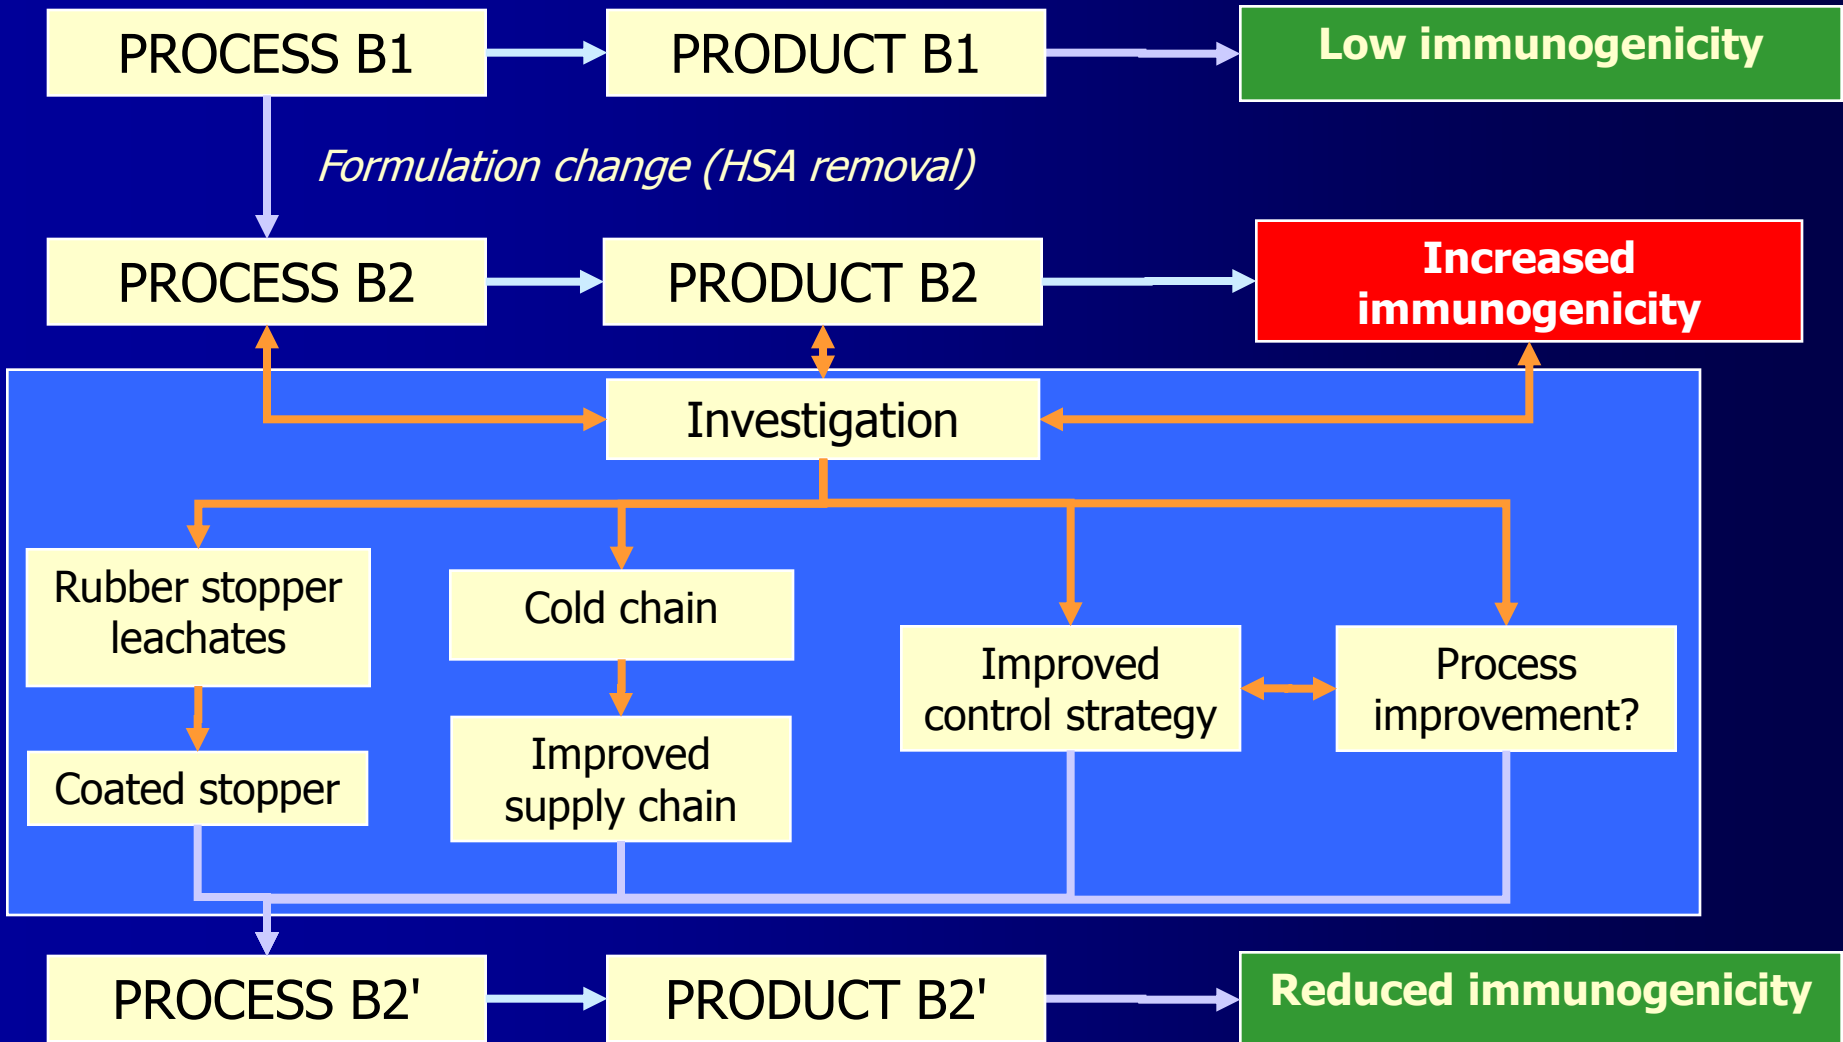 PROCESS B1
PRODUCT B1
Low immunogenicity
Formulation change (HSA removal)
PROCESS B2
PRODUCT B2
Increased
immunogenicity
Investigation
Rubber stopper
leachates
Cold chain
Improved
control strategy
Process
improvement?
Coated stopper
Improved
supply chain
PROCESS B2'
PRODUCT B2'
Reduced immunogenicity